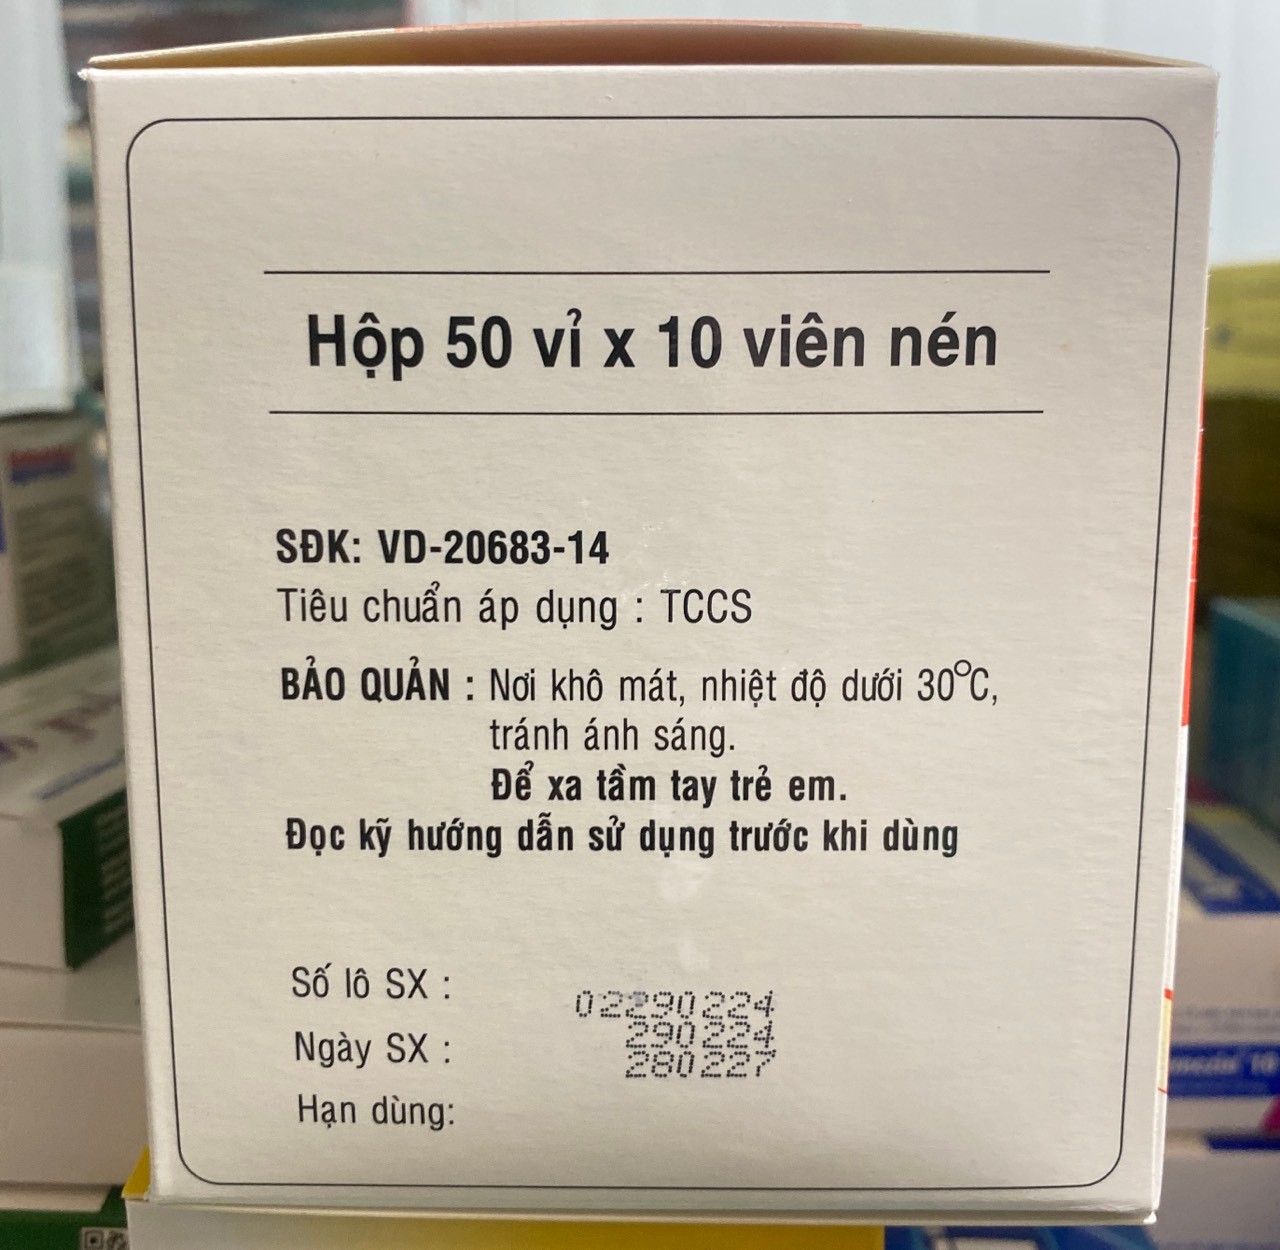 Hộp 50 vỉ x 10 viên nén
SĐK: VD-20683-14
Tiêu chuẩn áp dụng : TCCS
BẢO QUẢN : Nơi khô mát, nhiệt độ dưới 30°C,
tránh ánh sáng.
Để xa tầm tay trẻ em.
Đọc kỹ hướng dẫn sử dụng trước khi dùng
Số lô SX : 02290224
Ngày SX : 290224
Hạn dùng: 280227